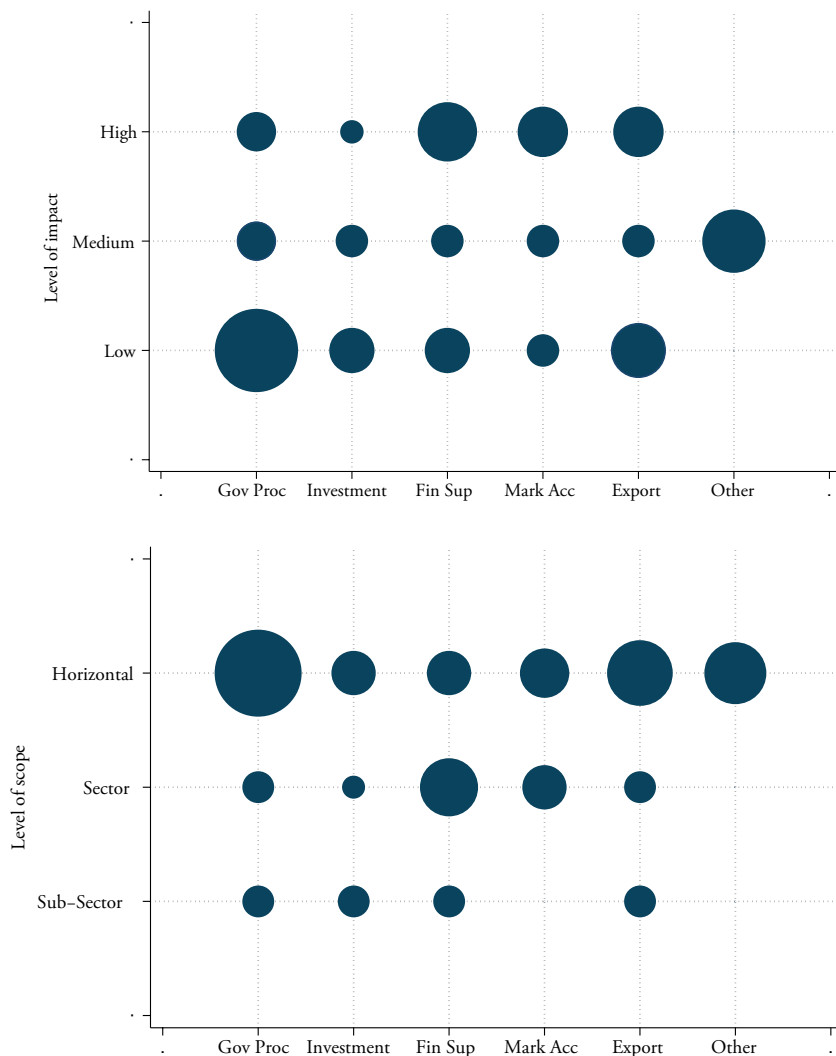 .
High
Level of impact
Medium
Low
.
. Gov Proc Investment Fin Sup Mark Acc Export Other .
.
Horizontal
Level of scope
Sector
Sub-Sector
.
. Gov Proc Investment Fin Sup Mark Acc Export Other .